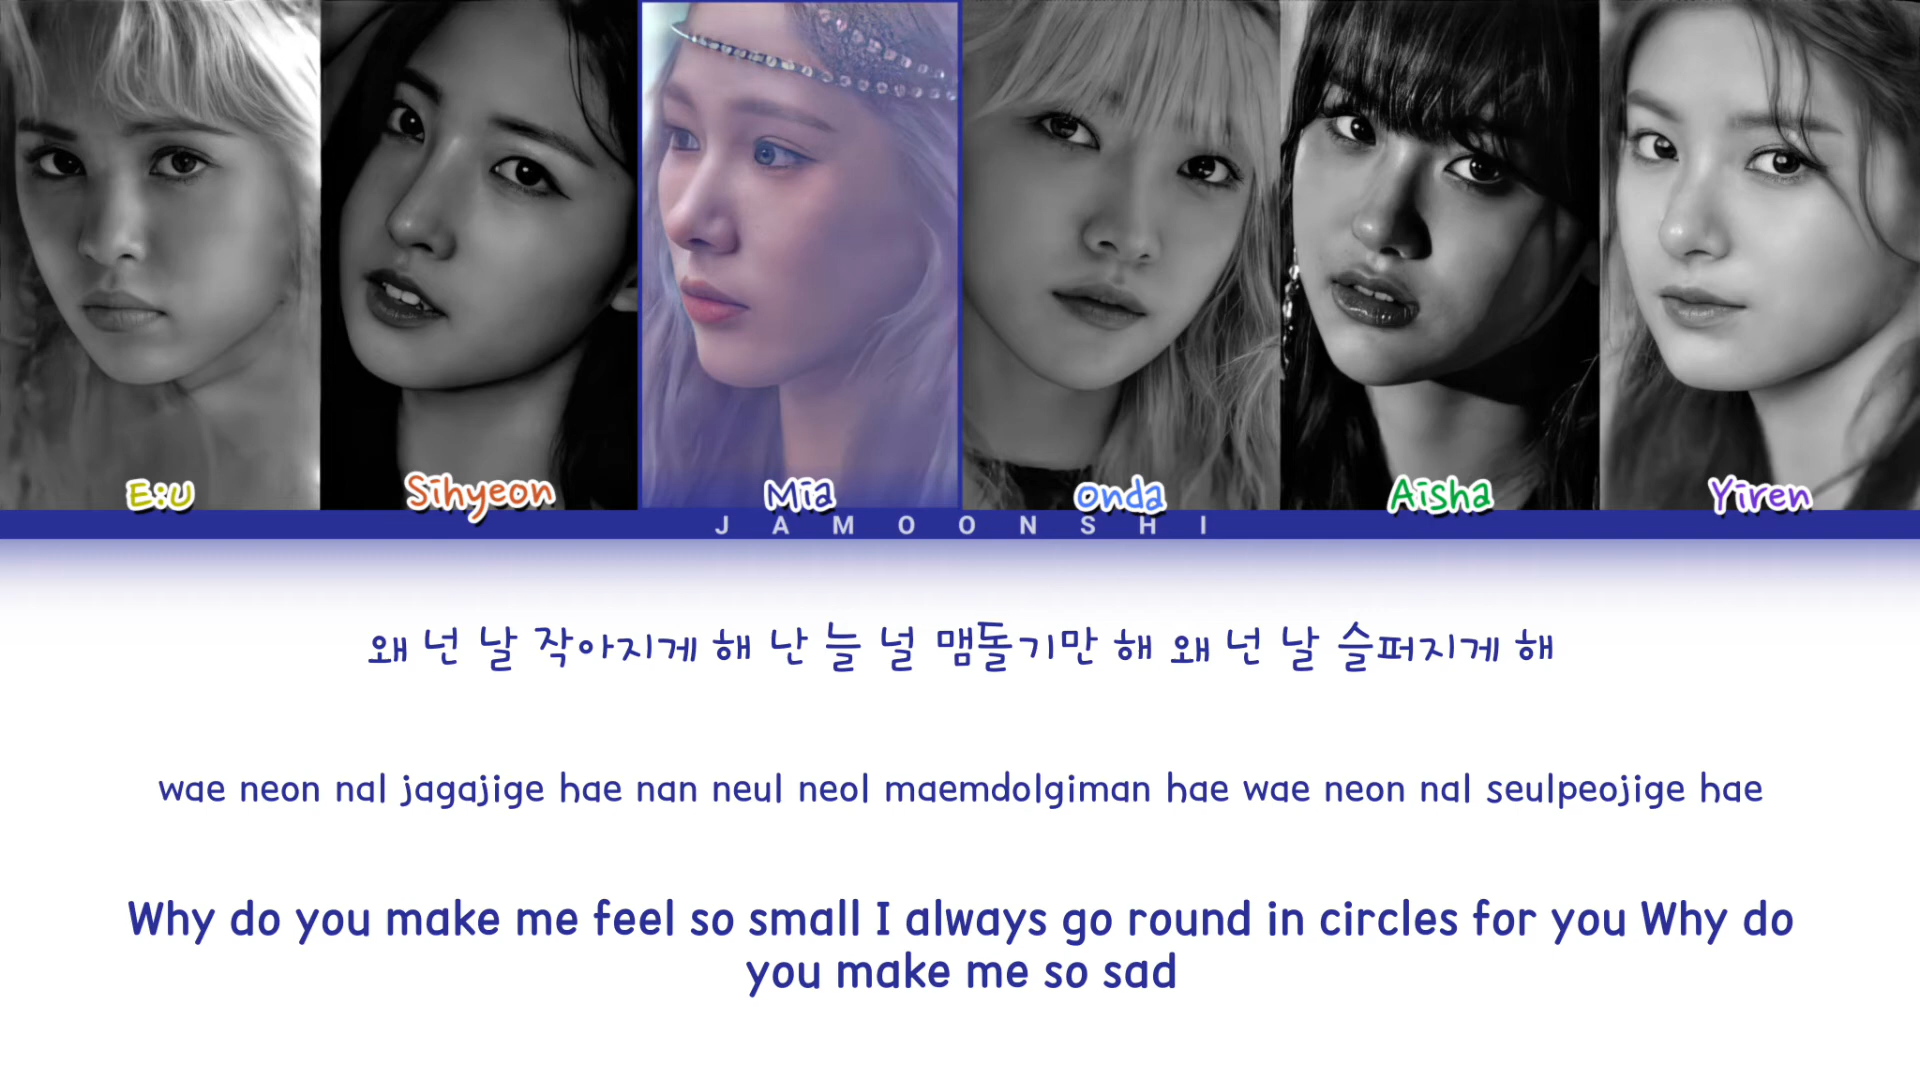 E:U
Sihyeon
Mia
Onda
Aisha
Yiren
JAMOONSHI
왜 넌 날 작아지게 해 난 늘 널 맴돌기만 해 왜 넌 날 슬퍼지게 해
wae neon nal jagajige hae nan neul neol maemdolgiman hae wae neon nal seulpeojige hae
Why do you make me feel so small I always go round in circles for you Why do
you make me so sad